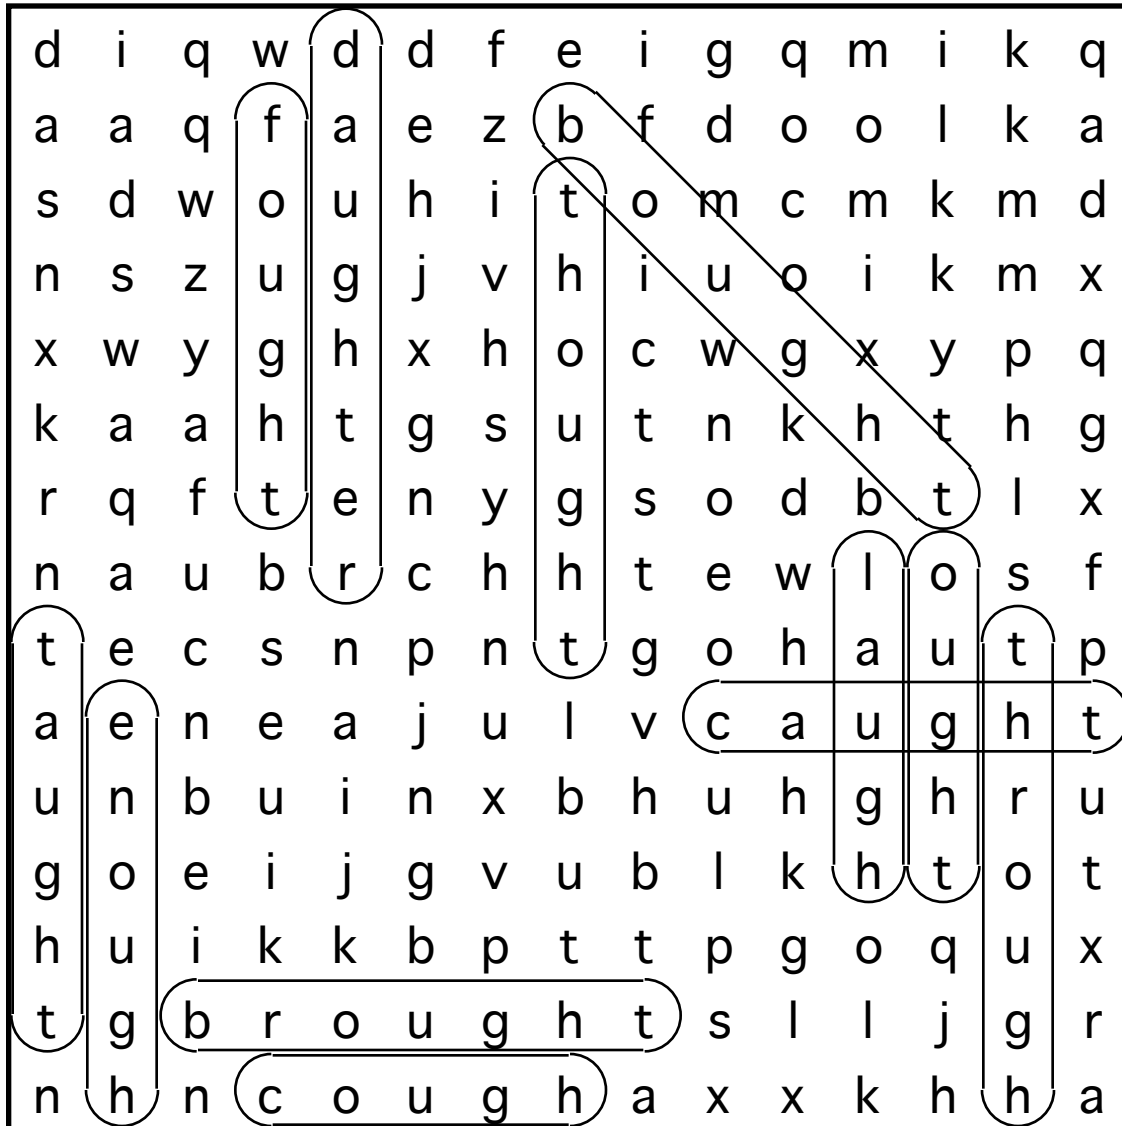 d i q w d d f e i g q m i k q
a a q f a e z b f d o o l k a
s d w o u h i t o m c m k m d
n s z u g j v h i u o i k m x
x w y g h x h o c w g x y p q
k a a h t g s u t n k h t h g
r q f t e n y g s o d b t l x
n a u b r c h h t e w l o s f
t e c s n p n t g o h a u t p
a e n e a j u l v c a u g h t
u n b u i n x b h u h g h r u
g o e i j g v u b l k h t o t
h u i k k b p t t p g o q u x
t g b r o u g h t s l l j g r
n h n c o u g h a x x k h h a